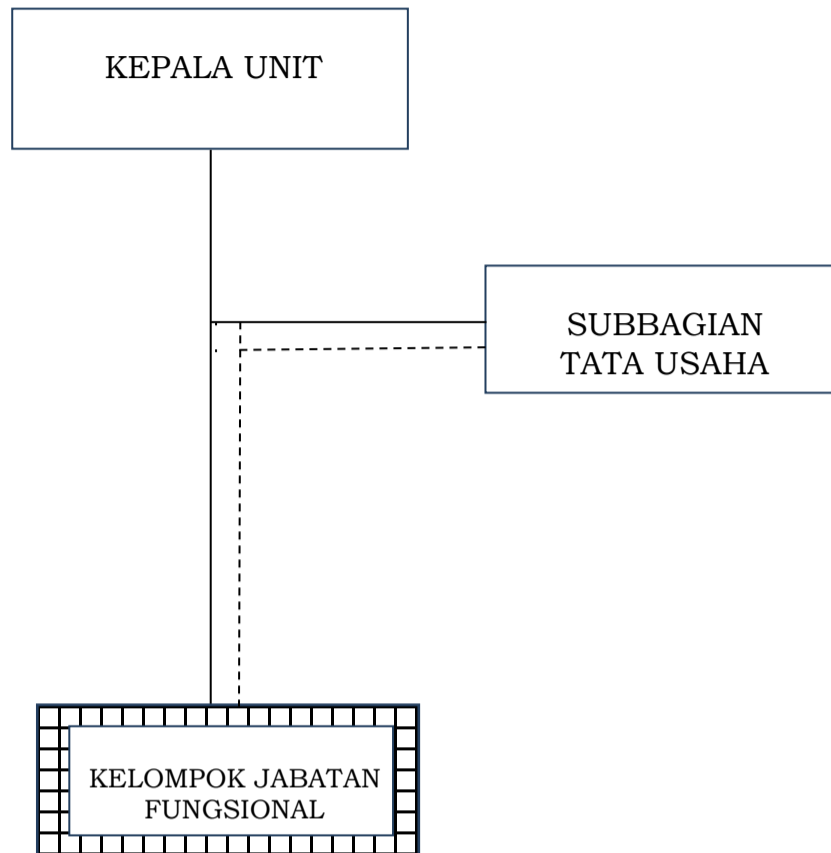 KEPALA UNIT
SUBBAGIAN
TATA USAHA
KELOMPOK JABATAN
FUNGSIONAL